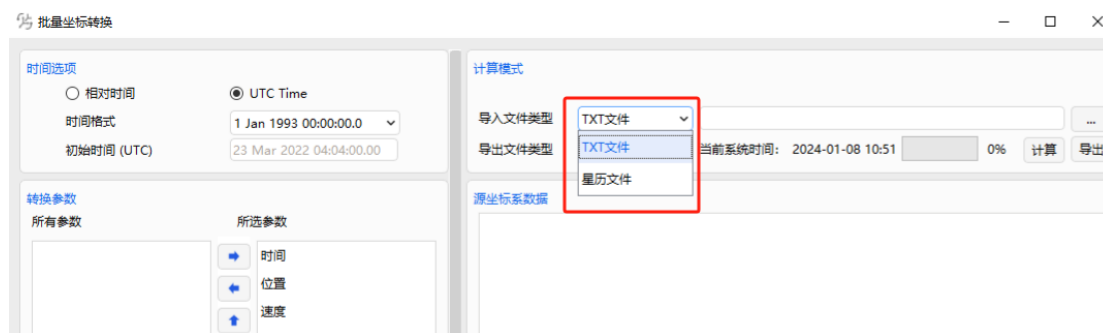 批量坐标转换
时间选项
相对时间 UTC Time
时间格式 1 Jan 1993 00:00:00.0
初始时间 (UTC) 23 Mar 2022 04:04:00.00
转换参数
所有参数 所选参数
时间
位置
速度
计算模式
导入文件类型 TXT文件 ...
导出文件类型 TXT文件 当前系统时间: 2024-01-08 10:51 0% 计算 导出
星历文件
源坐标系数据